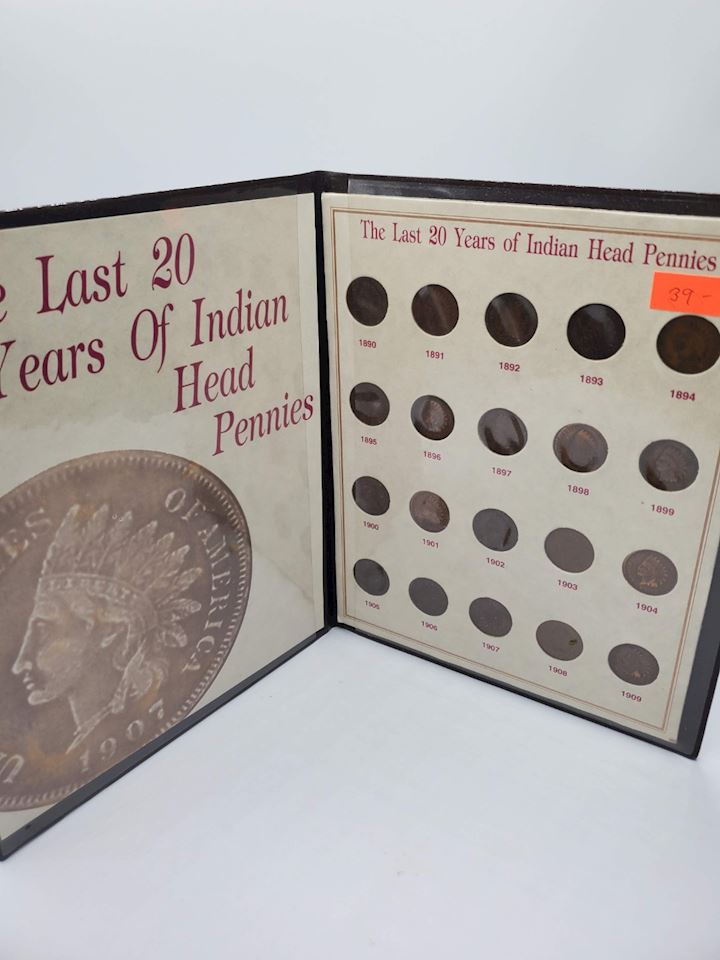 e Last 20
Years Of Indian
Head
Pennies
ES OF AMERICA
1907
The Last 20 Years of Indian Head Pennies
39-
1890 1891 1892 1893 1894
1895 1896 1897 1898 1899
1900 1901 1902 1903 1904
1905 1906 1907 1908 1909